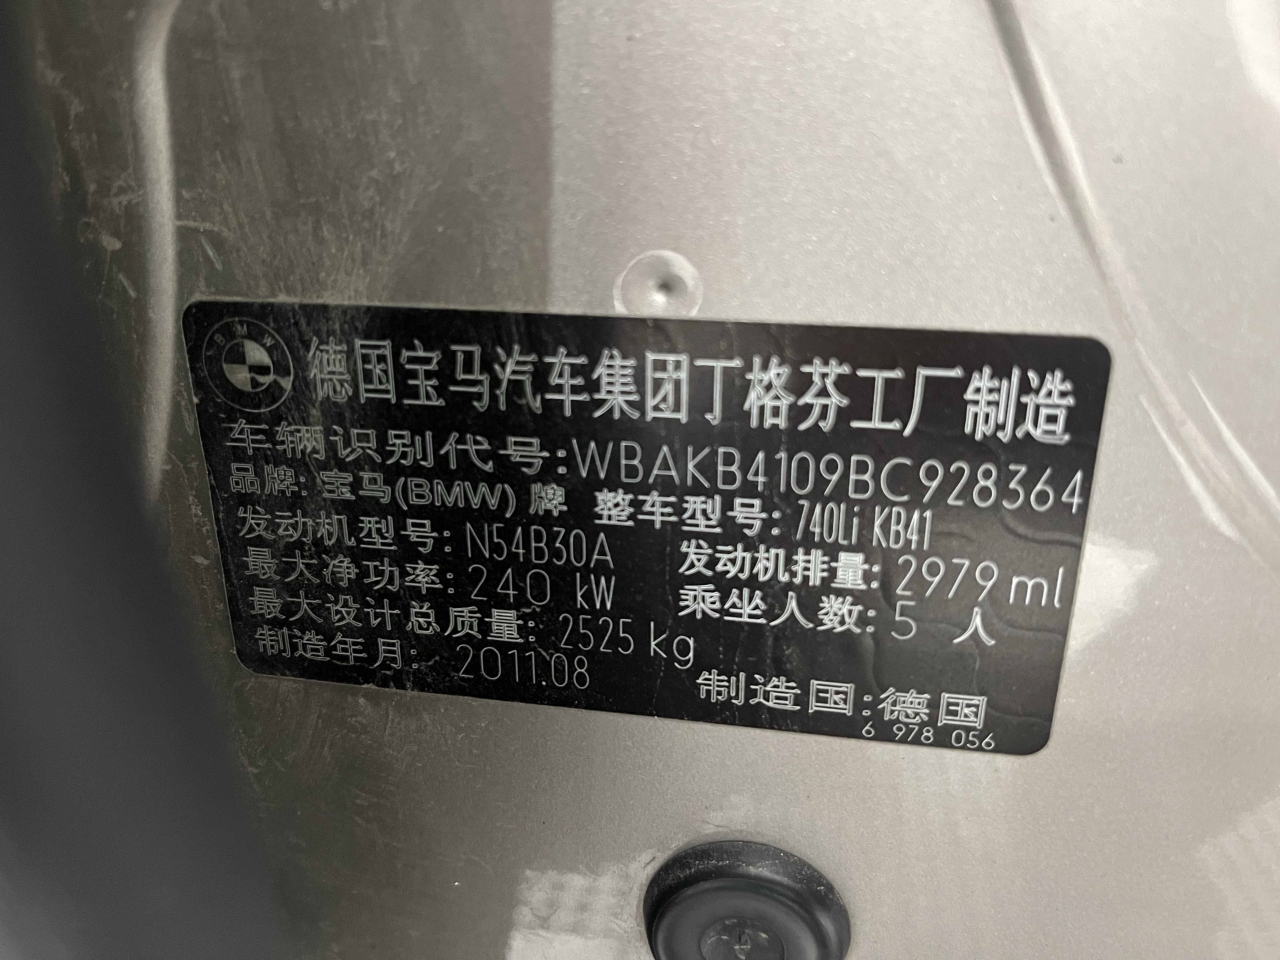 BMW 德国宝马汽车集团丁格芬工厂制造
车辆识别代号:WBAKB4109BC928364
品牌: 宝马(BMW) 牌 整车型号: 740Li KB41
发动机型号: N54B30A 发动机排量: 2979 ml
最大净功率: 240 kW 乘坐人数: 5 人
最大设计总质量: 2525 kg
制造年月: 2011.08 制造国:德国
6 978 056